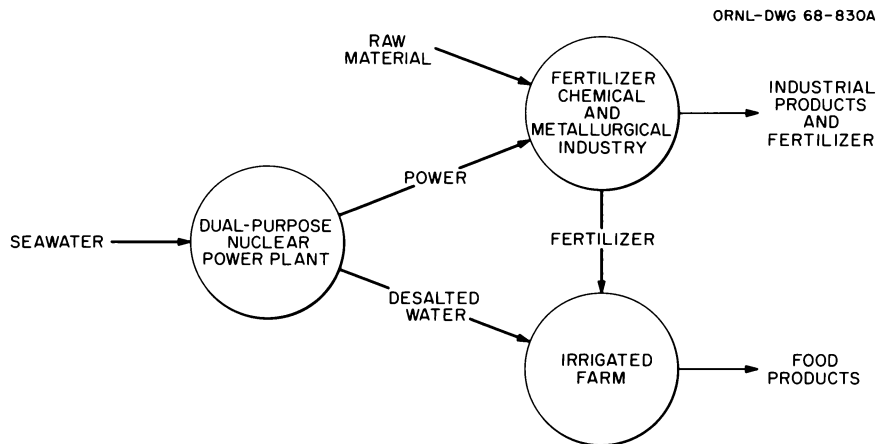 ORNL-DWG 68-830A
RAW
MATERIAL
FERTILIZER
CHEMICAL
AND
METALLURGICAL
INDUSTRY
INDUSTRIAL
PRODUCTS
AND
FERTILIZER
POWER
SEAWATER
DUAL-PURPOSE
NUCLEAR
POWER PLANT
FERTILIZER
DESALTED
WATER
IRRIGATED
FARM
FOOD
PRODUCTS